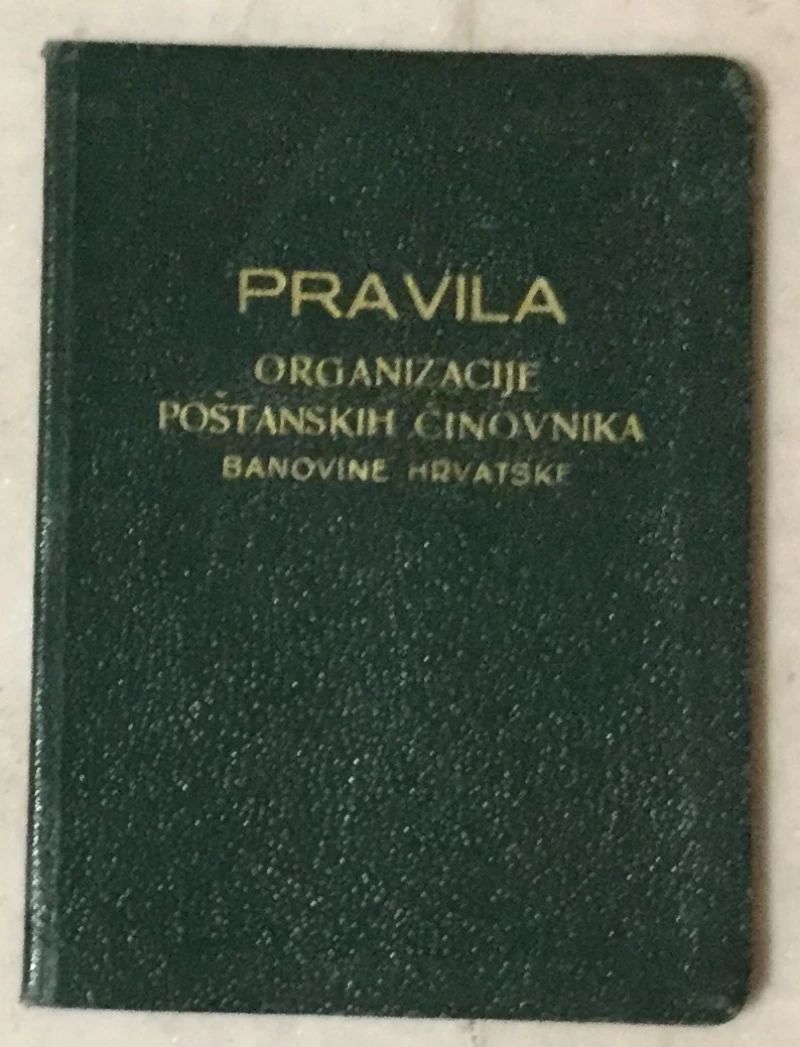 PRAVILA
ORGANIZACIJE
POŠTANSKIH ČINOVNIKA
BANOVINE HRVATSKE